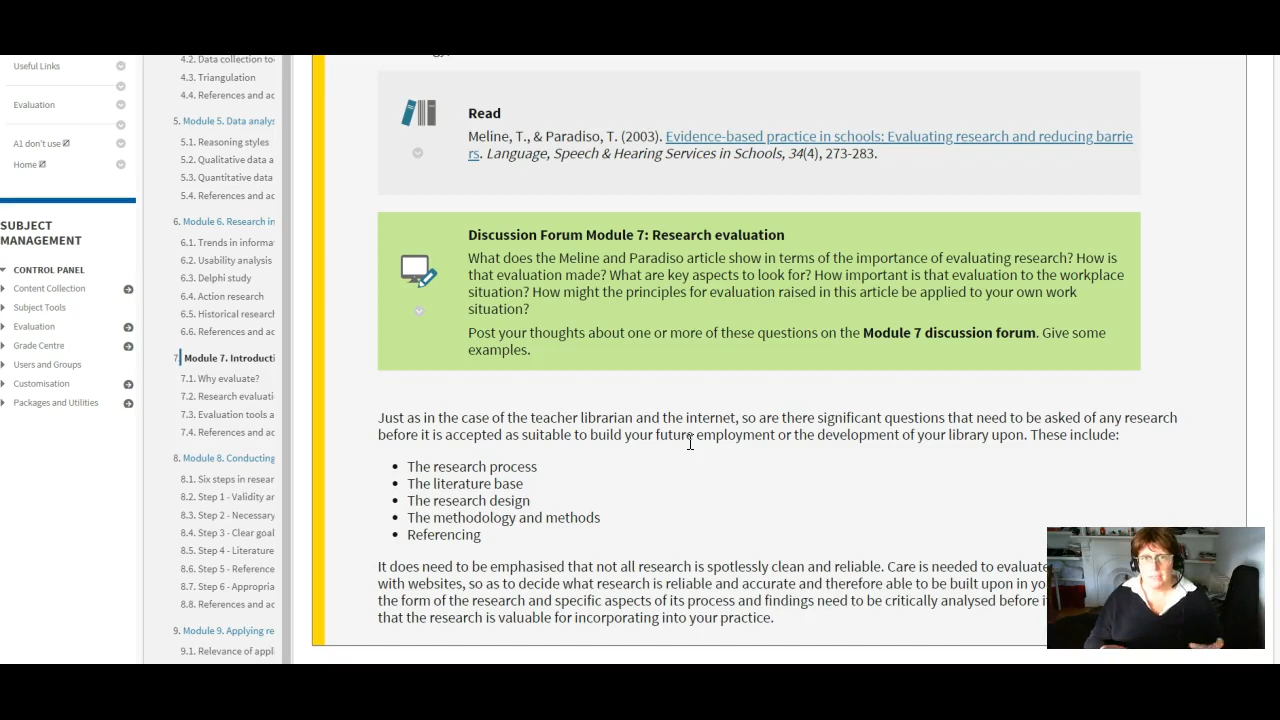 Useful Links
Evaluation
A1 don't use
Home
SUBJECT
MANAGEMENT
CONTROL PANEL
Content Collection
Subject Tools
Evaluation
Grade Centre
Users and Groups
Customisation
Packages and Utilities
4.2. Data collection to
4.3. Triangulation
4.4. References and ac
5. Module 5. Data analys
5.1. Reasoning styles
5.2. Qualitative data a
5.3. Quantitative data
5.4. References and ac
6. Module 6. Research in
6.1. Trends in informa
6.2. Usability analysis
6.3. Delphi study
6.4. Action research
6.5. Historical researc
6.6. References and ac
7. Module 7. Introducti
7.1. Why evaluate?
7.2. Research evaluati
7.3. Evaluation tools a
7.4. References and ac
8. Module 8. Conducting
8.1. Six steps in resear
8.2. Step 1 - Validity ar
8.3. Step 2 - Necessary
8.4. Step 3 - Clear goal
8.5. Step 4 - Literature
8.6. Step 5 - Reference
8.7. Step 6 - Appropria
8.8. References and ac
9. Module 9. Applying re
9.1. Relevance of appli
Read
Meline, T., & Paradiso, T. (2003). Evidence-based practice in schools: Evaluating research and reducing barrie
rs. Language, Speech & Hearing Services in Schools, 34(4), 273-283.
Discussion Forum Module 7: Research evaluation
What does the Meline and Paradiso article show in terms of the importance of evaluating research? How is
that evaluation made? What are key aspects to look for? How important is that evaluation to the workplace
situation? How might the principles for evaluation raised in this article be applied to your own work
situation?
Post your thoughts about one or more of these questions on the Module 7 discussion forum. Give some
examples.
Just as in the case of the teacher librarian and the internet, so are there significant questions that need to be asked of any research
before it is accepted as suitable to build your future employment or the development of your library upon. These include:
• The research process
• The literature base
• The research design
• The methodology and methods
• Referencing
It does need to be emphasised that not all research is spotlessly clean and reliable. Care is needed to evaluate
with websites, so as to decide what research is reliable and accurate and therefore able to be built upon in yo
the form of the research and specific aspects of its process and findings need to be critically analysed before i
that the research is valuable for incorporating into your practice.